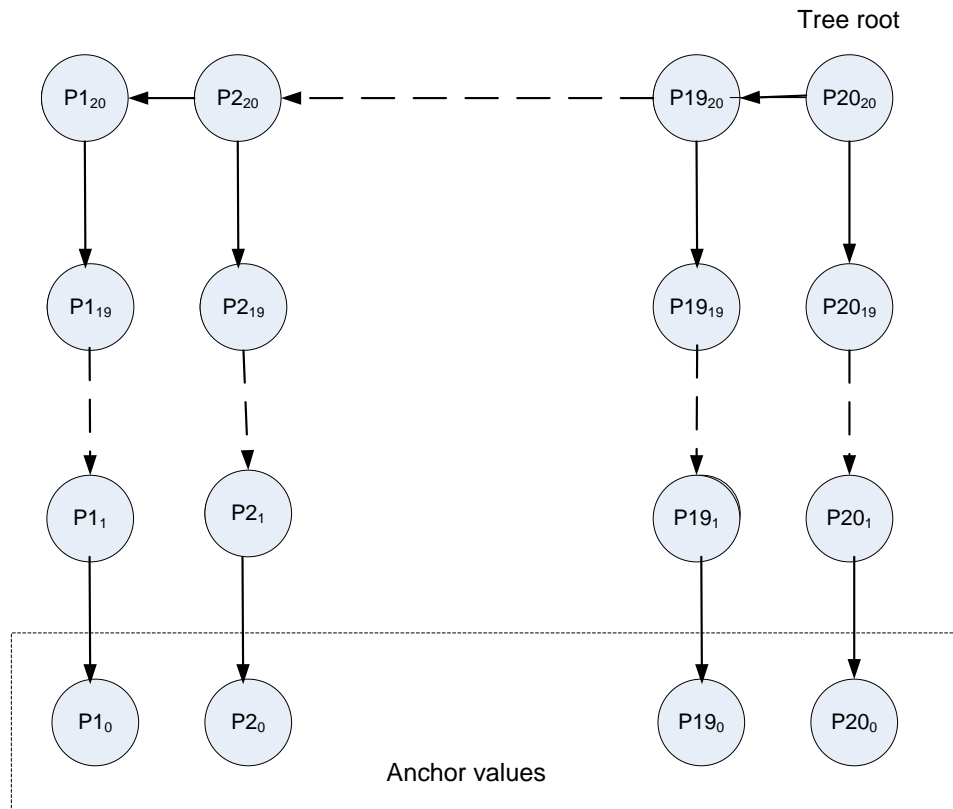 Tree root
P1₂₀ P2₂₀ P19₂₀ P20₂₀
P1₁₉ P2₁₉ P19₁₉ P20₁₉
P1₁ P2₁ P19₁ P20₁
P1₀ P2₀ P19₀ P20₀
Anchor values